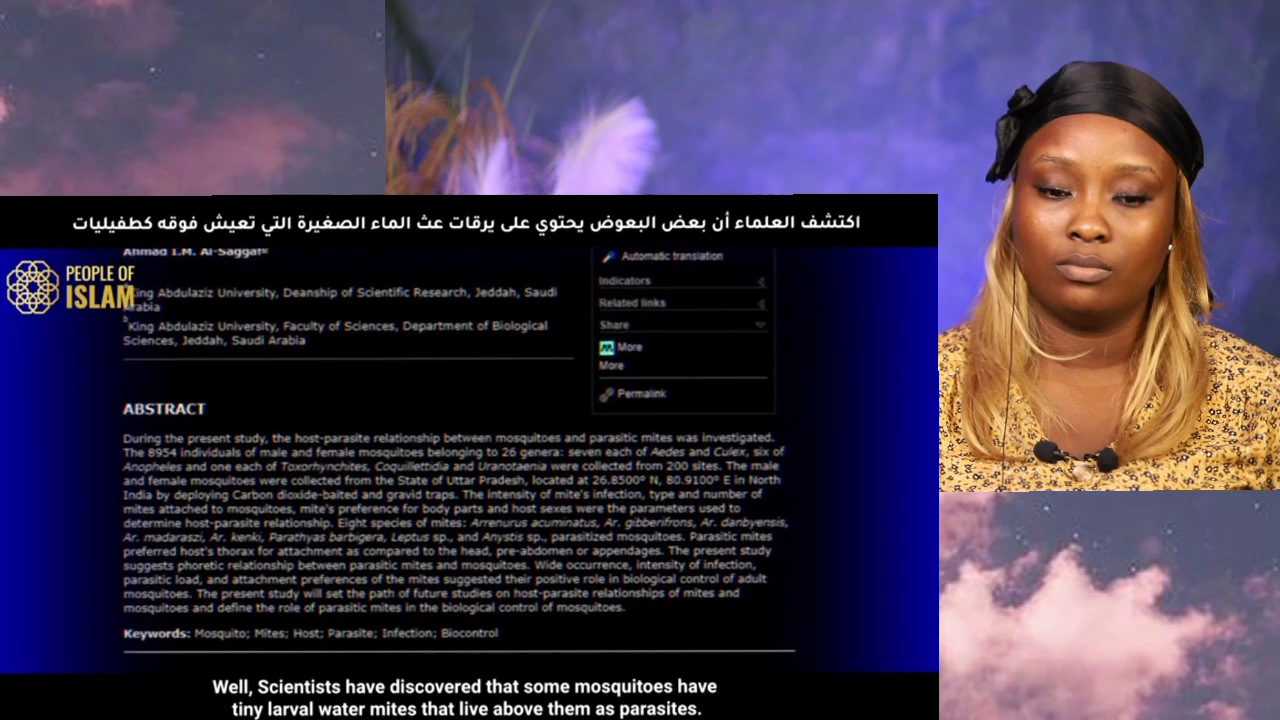 اكتشف العلماء أن بعض البعوض يحتوي على يرقات عث الماء الصغيرة التي تعيش فوقه كطفيليات
Ahmad I.M. Al-Saggaf
PEOPLE OF
ISLAM
King Abdulaziz University, Deanship of Scientific Research, Jeddah, Saudi
Arabia
b
King Abdulaziz University, Faculty of Sciences, Department of Biological
Sciences, Jeddah, Saudi Arabia
Automatic translation
Indicators
Related links
Share
More
More
Permalink
ABSTRACT
During the present study, the host-parasite relationship between mosquitoes and parasitic mites was investigated.
The 8954 individuals of male and female mosquitoes belonging to 26 genera: seven each of Aedes and Culex, six of
Anopheles and one each of Toxorhynchites, Coquillettidia and Uranotaenia were collected from 200 sites. The male
and female mosquitoes were collected from the State of Uttar Pradesh, located at 26.8500º N, 80.9100º E in North
India by deploying Carbon dioxide-baited and gravid traps. The intensity of mite's infection, type and number of
mites attached to mosquitoes, mite's preference for body parts and host sexes were the parameters used to
determine host-parasite relationship. Eight species of mites: Arrenurus acuminatus, Ar. gibberifrons, Ar. danbyensis,
Ar. madaraszi, Ar. kenki, Parathyas barbigera, Leptus sp., and Anystis sp., parasitized mosquitoes. Parasitic mites
preferred host's thorax for attachment as compared to the head, pre-abdomen or appendages. The present study
suggests phoretic relationship between parasitic mites and mosquitoes. Wide occurrence, intensity of infection,
parasitic load, and attachment preferences of the mites suggested their positive role in biological control of adult
mosquitoes. The present study will set the path of future studies on host-parasite relationships of mites and
mosquitoes and define the role of parasitic mites in the biological control of mosquitoes.
Keywords: Mosquito; Mites; Host; Parasite; Infection; Biocontrol
Well, Scientists have discovered that some mosquitoes have
tiny larval water mites that live above them as parasites.